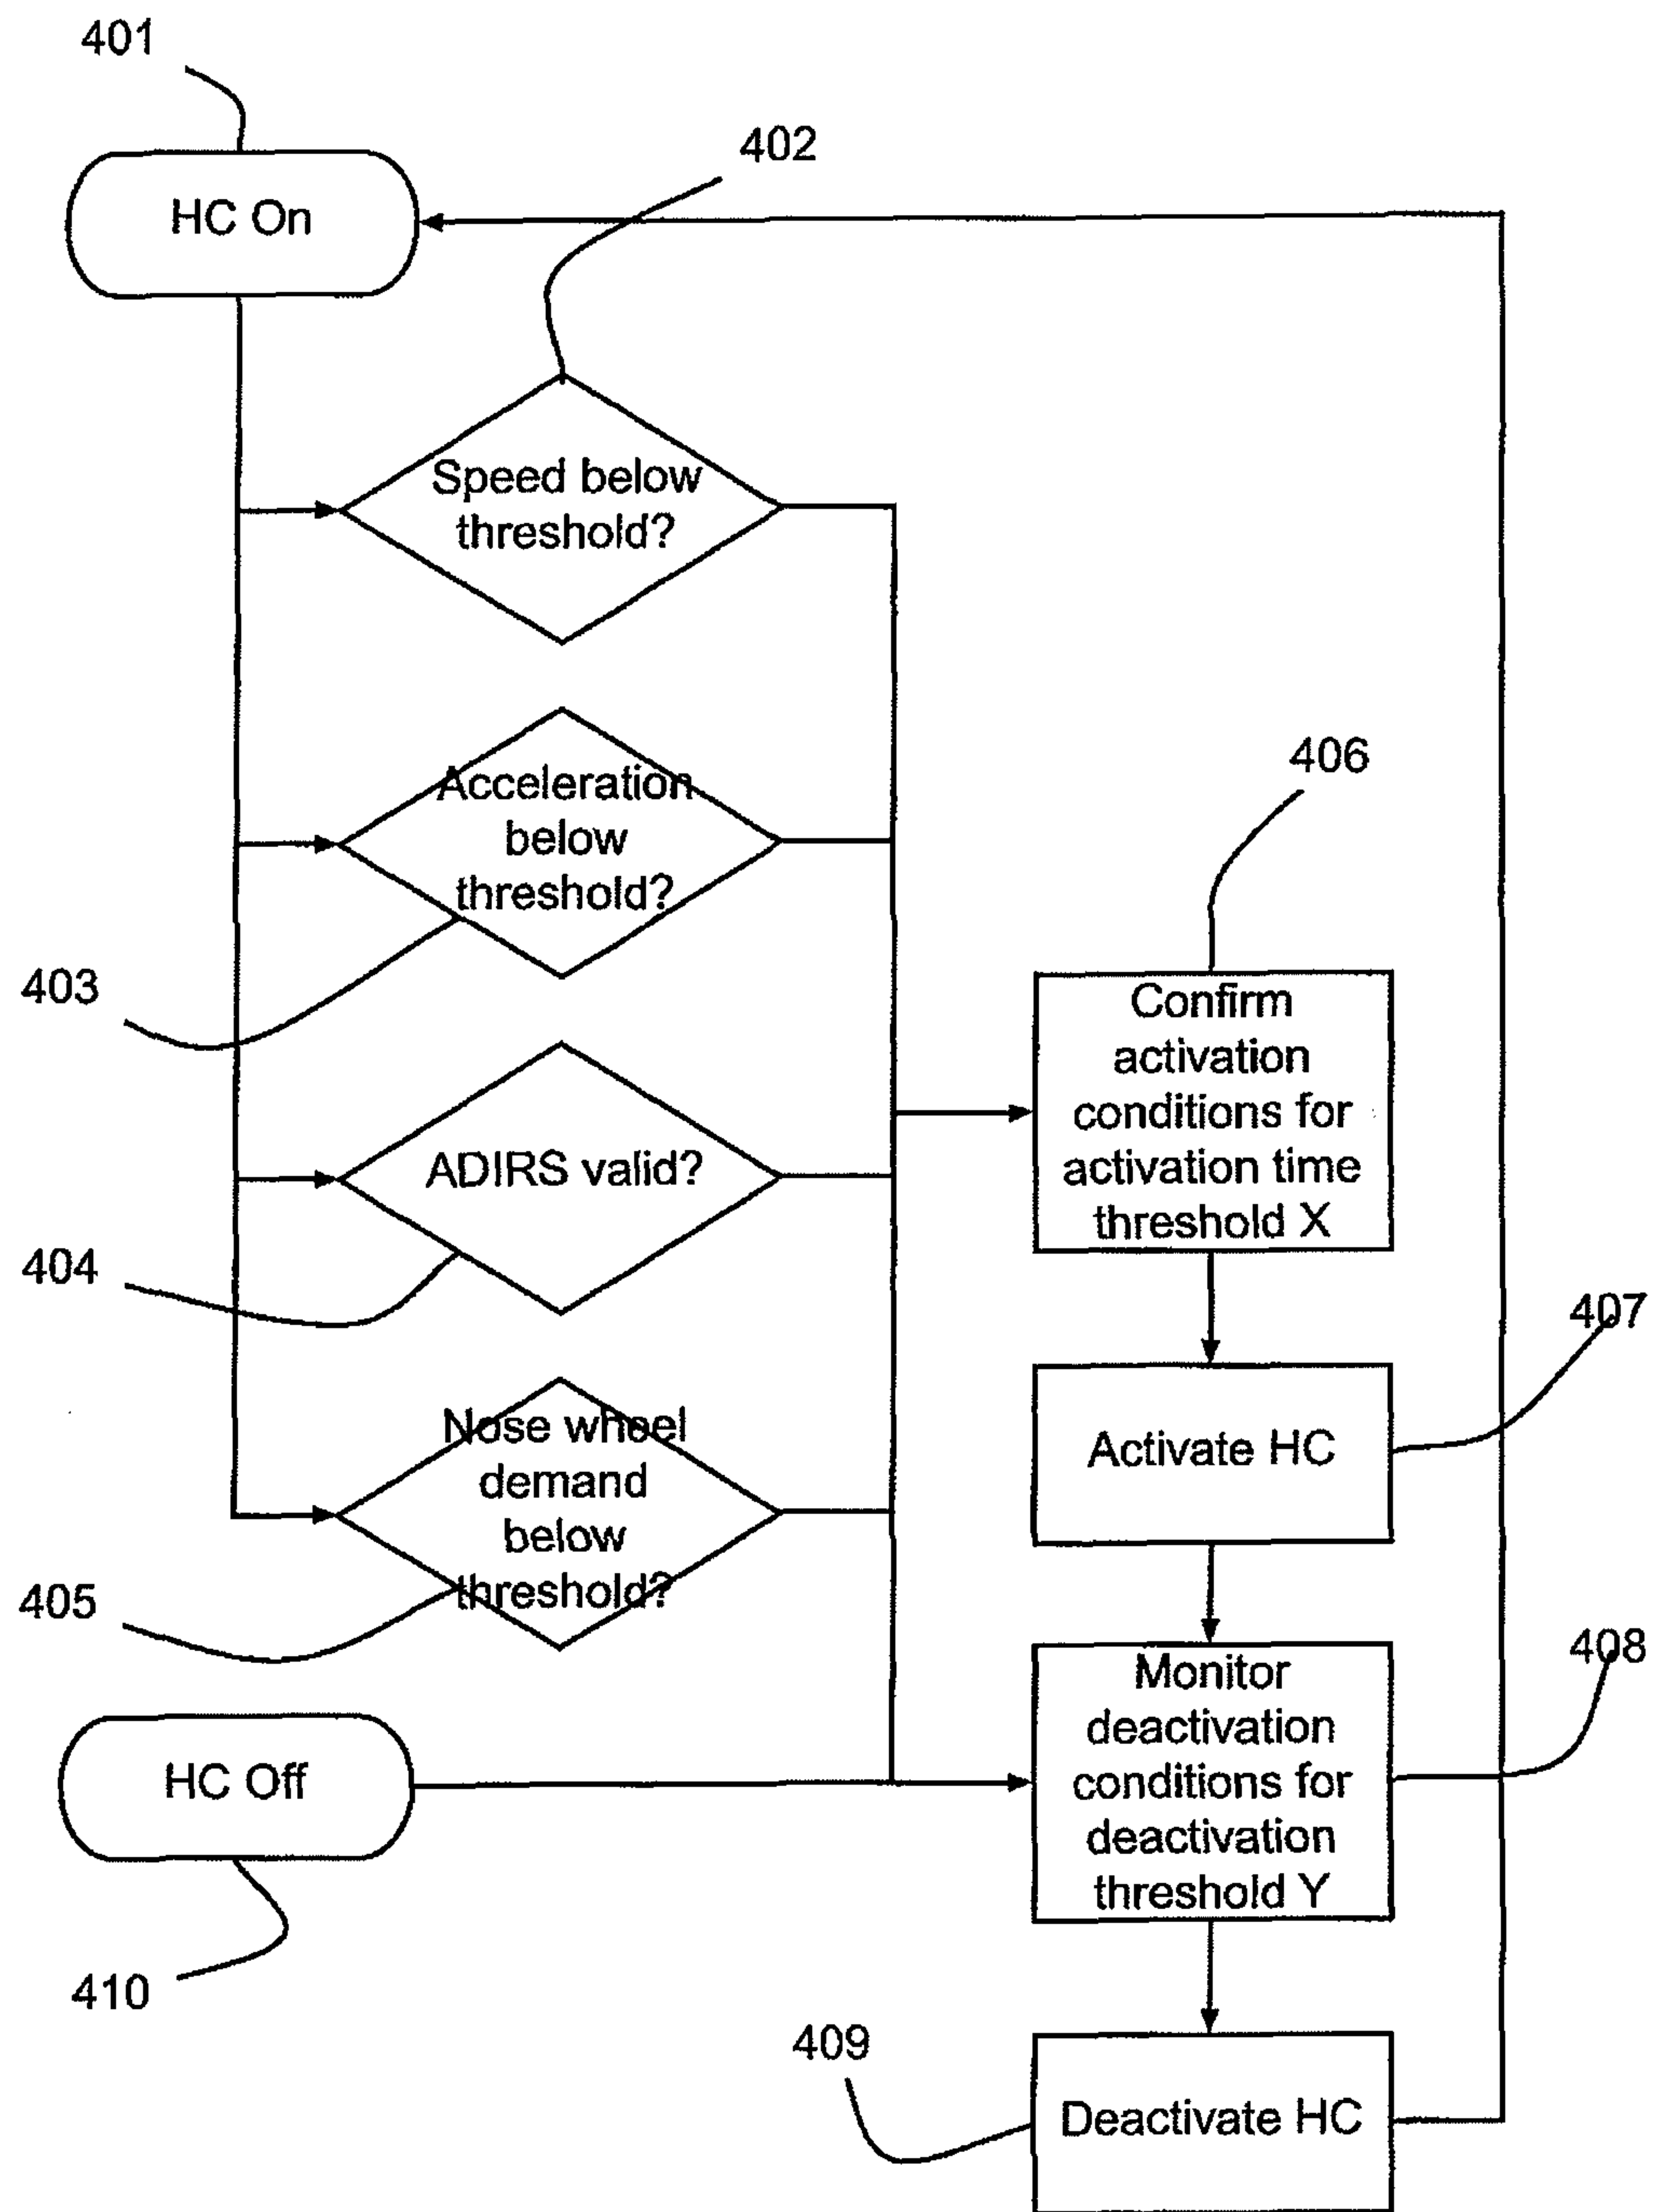 401
HC On
402
Speed below
threshold?
Acceleration
below
threshold?
403
ADIRS valid?
404
Nose wheel
demand
below
threshold?
405
406
Confirm
activation
conditions for
activation time
threshold X
407
Activate HC
408
Monitor
deactivation
conditions for
deactivation
threshold Y
HC Off
410
409
Deactivate HC